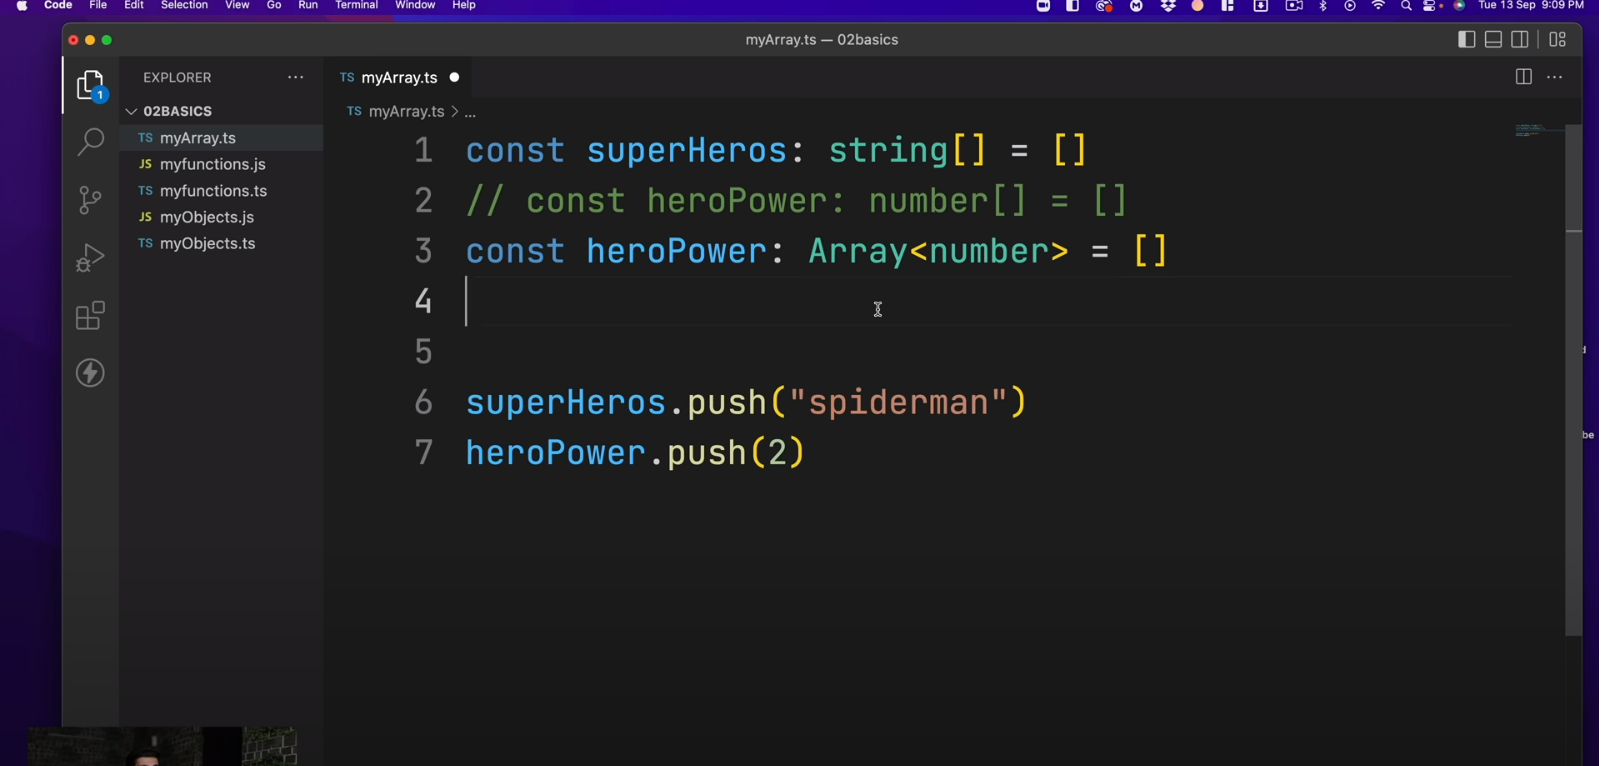 Code File Edit Selection View Go Run Terminal Window Help Tue 13 Sep 9:09 PM
myArray.ts — 02basics
EXPLORER ...
TS myArray.ts
1
02BASICS
TS myArray.ts > ...
TS myArray.ts
JS myfunctions.js
TS myfunctions.ts
JS myObjects.js
TS myObjects.ts
1 const superHeros: string[] = []
2 // const heroPower: number[] = []
3 const heroPower: Array<number> = []
4
5
6 superHeros.push("spiderman")
7 heroPower.push(2)
be